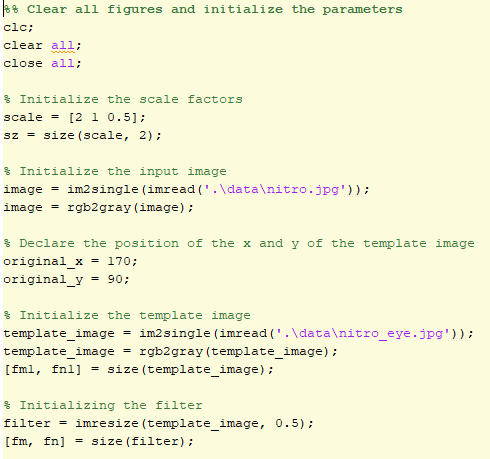 %% Clear all figures and initialize the parameters
clc;
clear all;
close all;
% Initialize the scale factors
scale = [2 1 0.5];
sz = size(scale, 2);
% Initialize the input image
image = im2single(imread('.\data\nitro.jpg'));
image = rgb2gray(image);
% Declare the position of the x and y of the template image
original_x = 170;
original_y = 90;
% Initialize the template image
template_image = im2single(imread('.\data\nitro_eye.jpg'));
template_image = rgb2gray(template_image);
[fm1, fn1] = size(template_image);
% Initializing the filter
filter = imresize(template_image, 0.5);
[fm, fn] = size(filter);